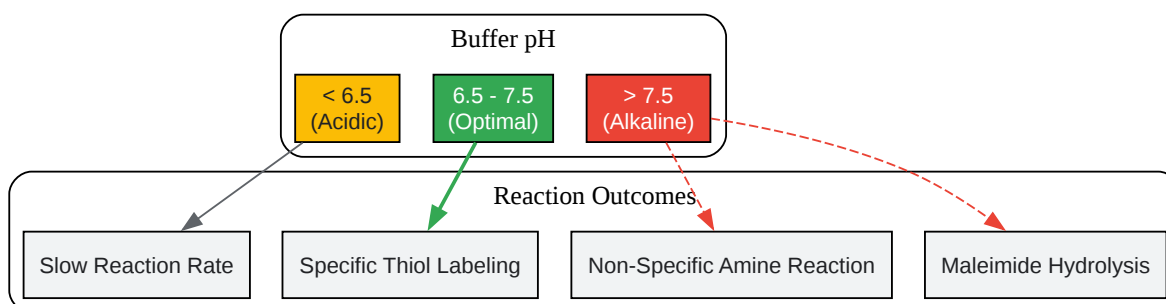 Buffer pH
< 6.5
(Acidic)
6.5 - 7.5
(Optimal)
> 7.5
(Alkaline)
Reaction Outcomes
Slow Reaction Rate
Specific Thiol Labeling
Non-Specific Amine Reaction
Maleimide Hydrolysis